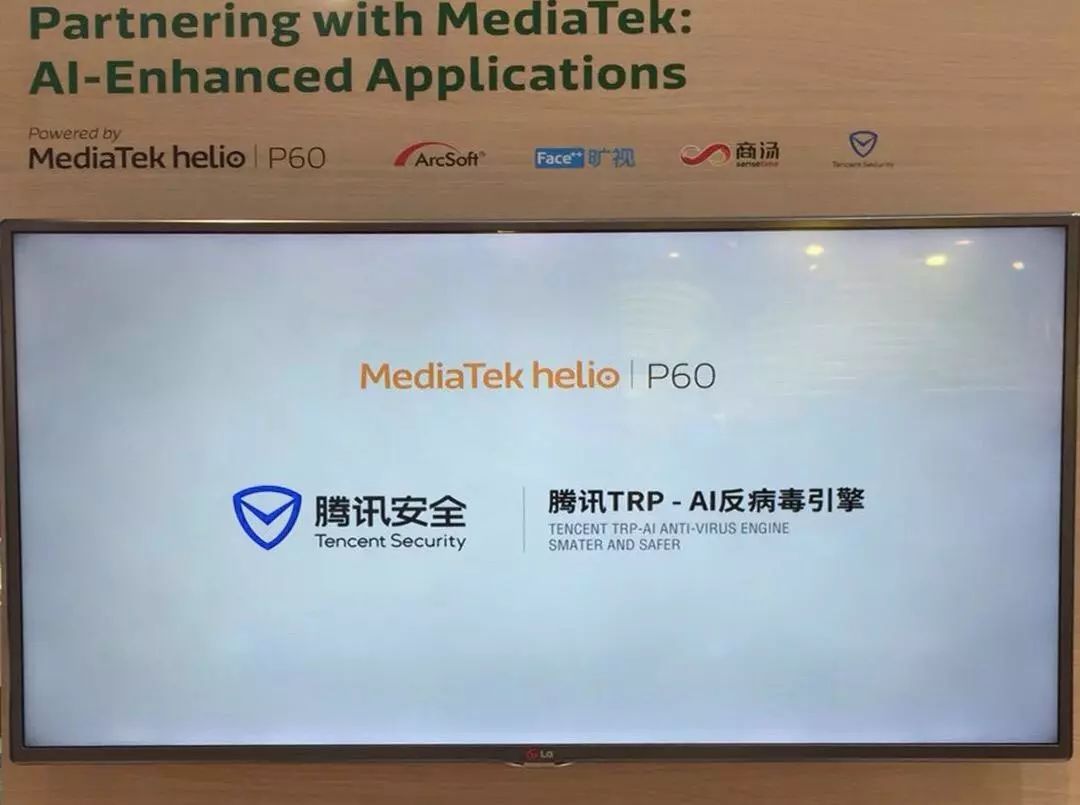 Partnering with MediaTek:
AI-Enhanced Applications
Powered by
MediaTek helio | P60
ArcSoft®
Face++ 旷视
商汤
sensetime
Tencent Security
MediaTek helio | P60
腾讯安全
Tencent Security
腾讯TRP - AI反病毒引擎
TENCENT TRP-AI ANTI-VIRUS ENGINE
SMATER AND SAFER
LG